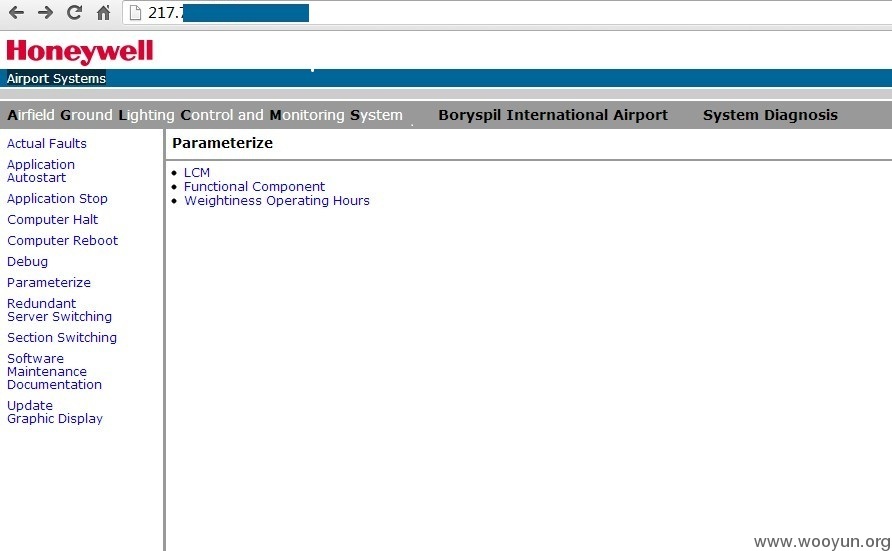 217.
Honeywell
Airport Systems
Airfield Ground Lighting Control and Monitoring System Boryspil International Airport System Diagnosis
Actual Faults
Application
Autostart
Application Stop
Computer Halt
Computer Reboot
Debug
Parameterize
Redundant
Server Switching
Section Switching
Software
Maintenance
Documentation
Update
Graphic Display
Parameterize
LCM
Functional Component
Weightiness Operating Hours
www.wooyun.org